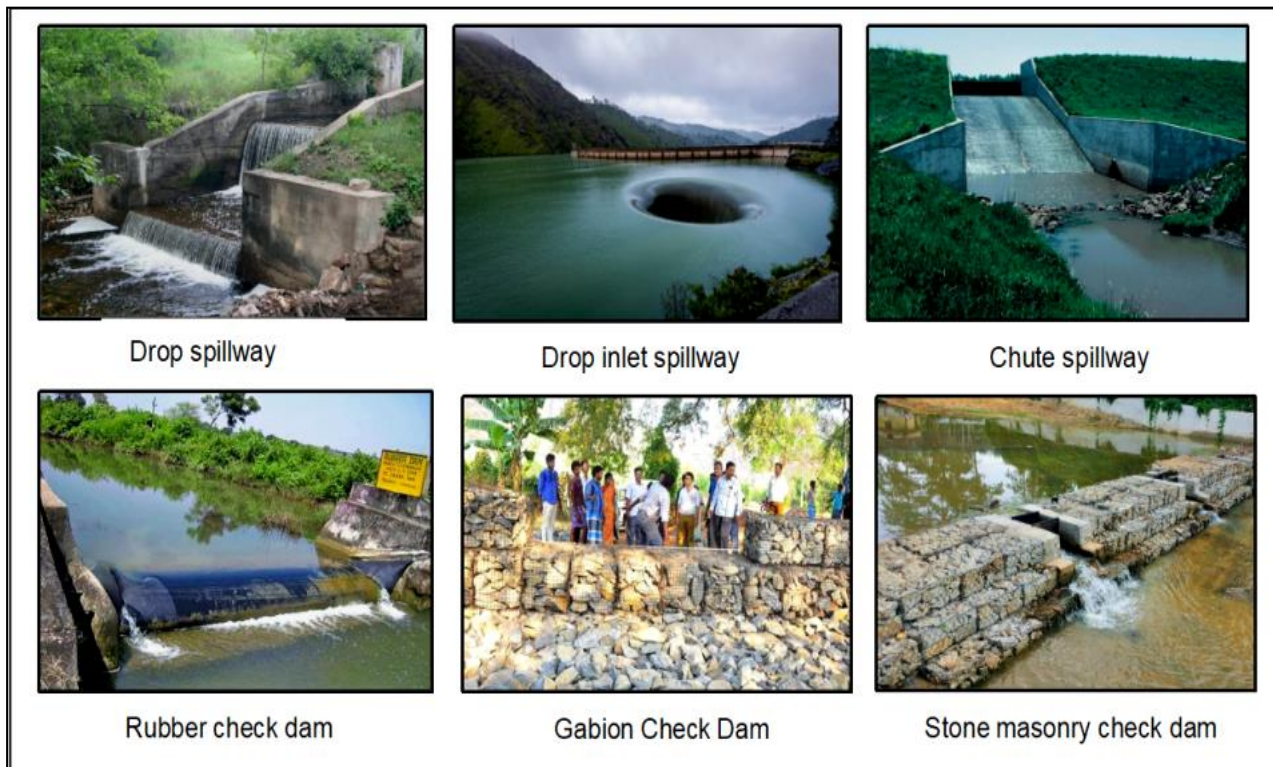 Drop spillway
Drop inlet spillway
Chute spillway
Rubber check dam
Gabion Check Dam
Stone masonry check dam